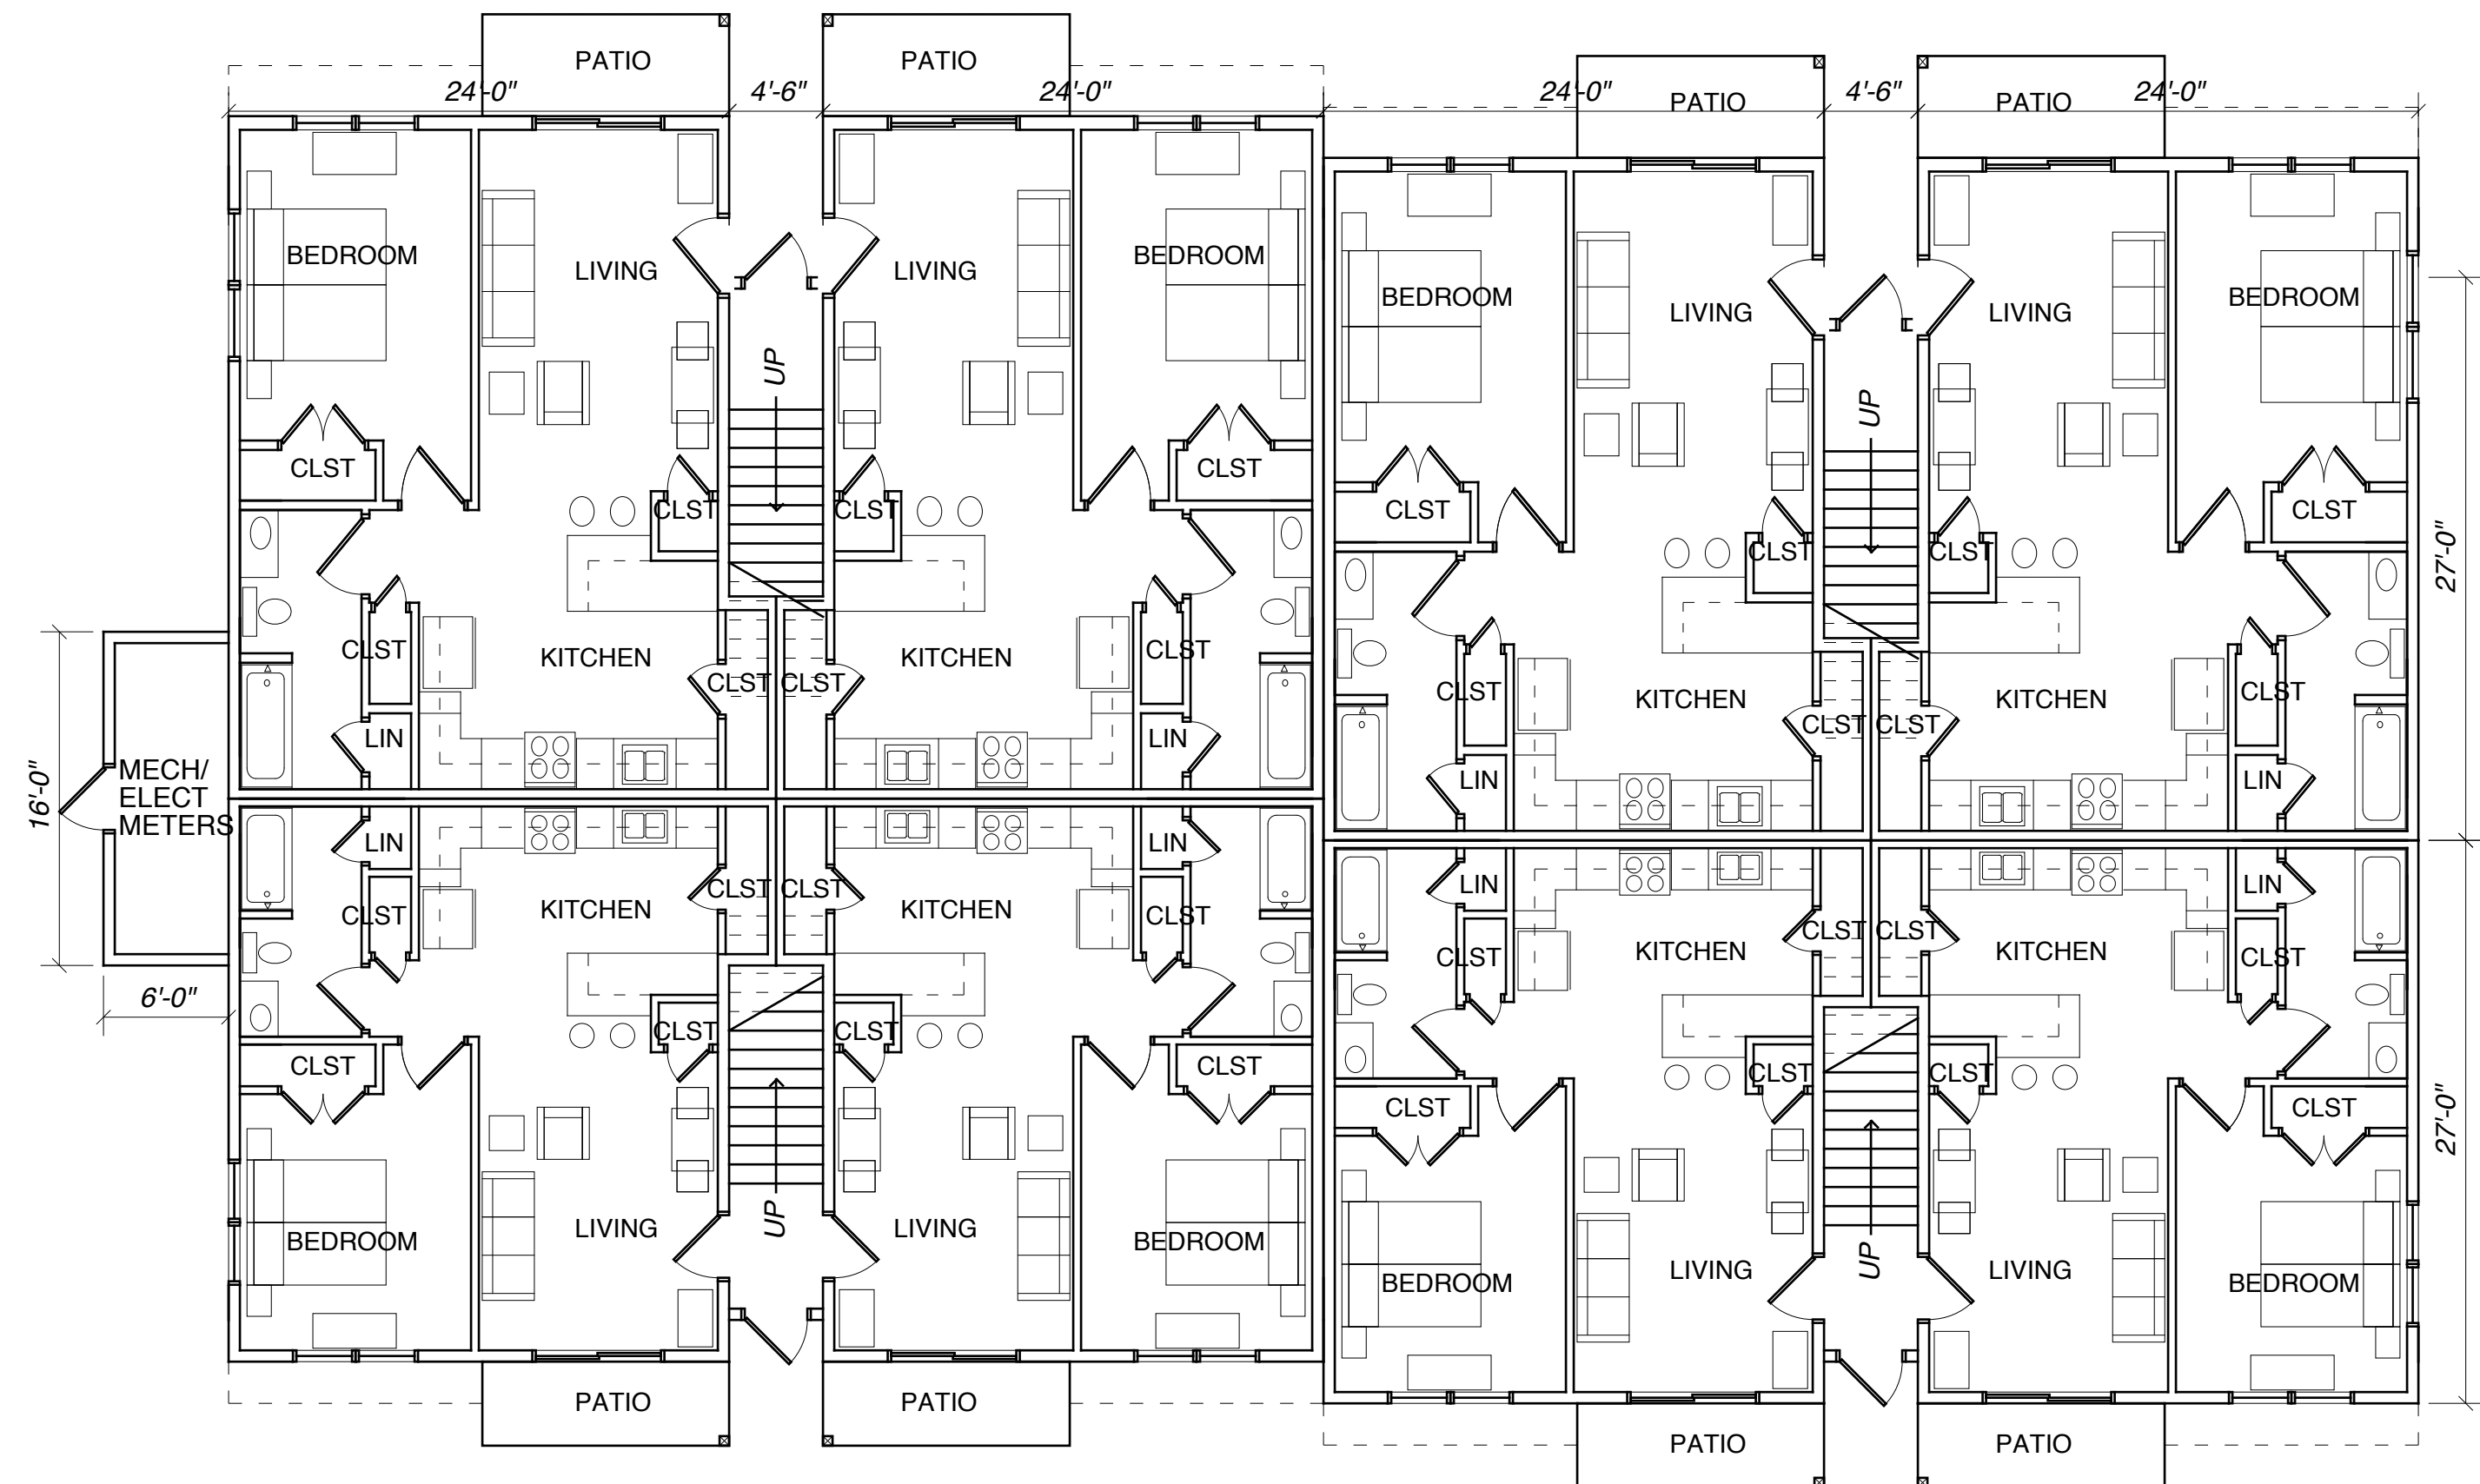 PATIO
PATIO
24'-0"
4'-6"
24'-0"
24'-0"
PATIO
4'-6"
PATIO
24'-0"
BEDROOM
LIVING
LIVING
BEDROOM
BEDROOM
LIVING
LIVING
BEDROOM
UP
UP
CLST
CLST
CLST
CLST
CLST
CLST
CLST
CLST
27'-0"
CLST
KITCHEN
CLST
CLST
KITCHEN
CLST
CLST
KITCHEN
CLST
CLST
KITCHEN
CLST
LIN
LIN
LIN
LIN
16'-0"
MECH/
ELECT
METERS
LIN
LIN
LIN
LIN
CLST
KITCHEN
CLST
CLST
KITCHEN
CLST
CLST
KITCHEN
CLST
CLST
KITCHEN
CLST
6'-0"
CLST
CLST
CLST
CLST
CLST
CLST
CLST
CLST
27'-0"
UP
UP
BEDROOM
LIVING
LIVING
BEDROOM
BEDROOM
LIVING
LIVING
BEDROOM
PATIO
PATIO
PATIO
PATIO